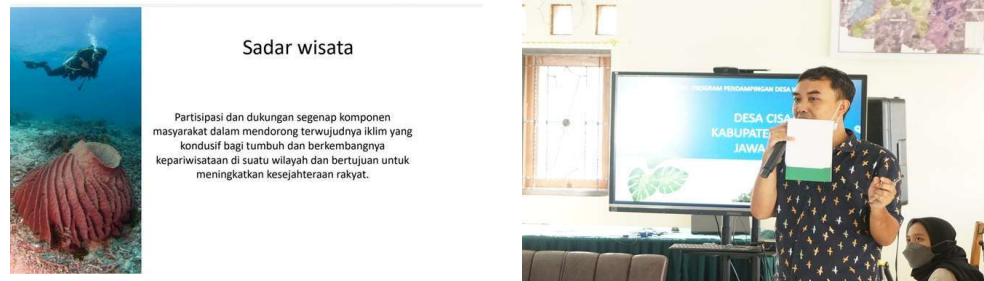 Sadar wisata
Partisipasi dan dukungan segenap komponen
masyarakat dalam mendorong terwujudnya iklim yang
kondusif bagi tumbuh dan berkembangnya
kepariwisataan di suatu wilayah dan bertujuan untuk
meningkatkan kesejahteraan rakyat.
PROGRAM PENDAMPINGAN DESA
DESA
KABUPATE
JAWA